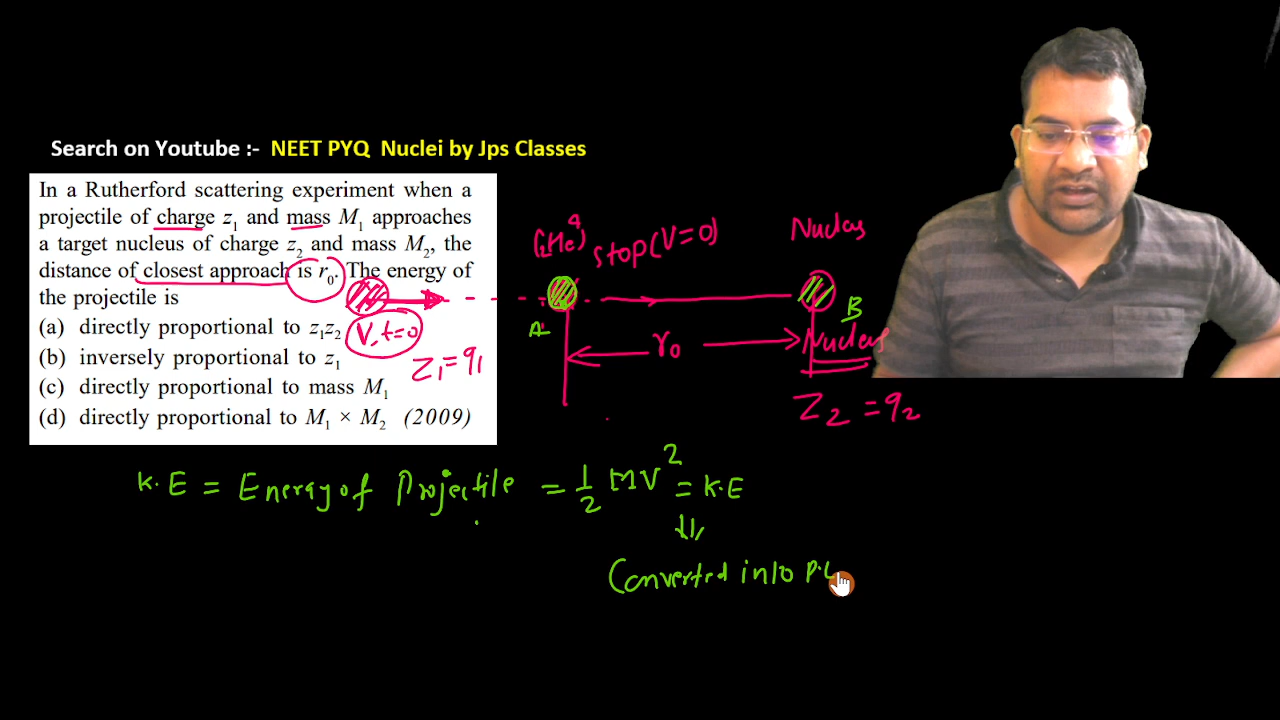 Search on Youtube :- NEET PYQ Nuclei by Jps Classes
In a Rutherford scattering experiment when a
projectile of charge z₁ and mass M₁ approaches
a target nucleus of charge z₂ and mass M₂, the
distance of closest approach is r₀. The energy of
the projectile is
(a) directly proportional to z₁z₂
(b) inversely proportional to z₁
(c) directly proportional to mass M₁
(d) directly proportional to M₁ × M₂ (2009)
V, t=0
Z₁=q₁
(₂He)⁴
stop(V=0)
Nucleus
A
B
r₀
Nucleus
Z₂=q₂
K.E = Energy of Projectile = 1/2 MV² = K.E
⇓
Converted into P.